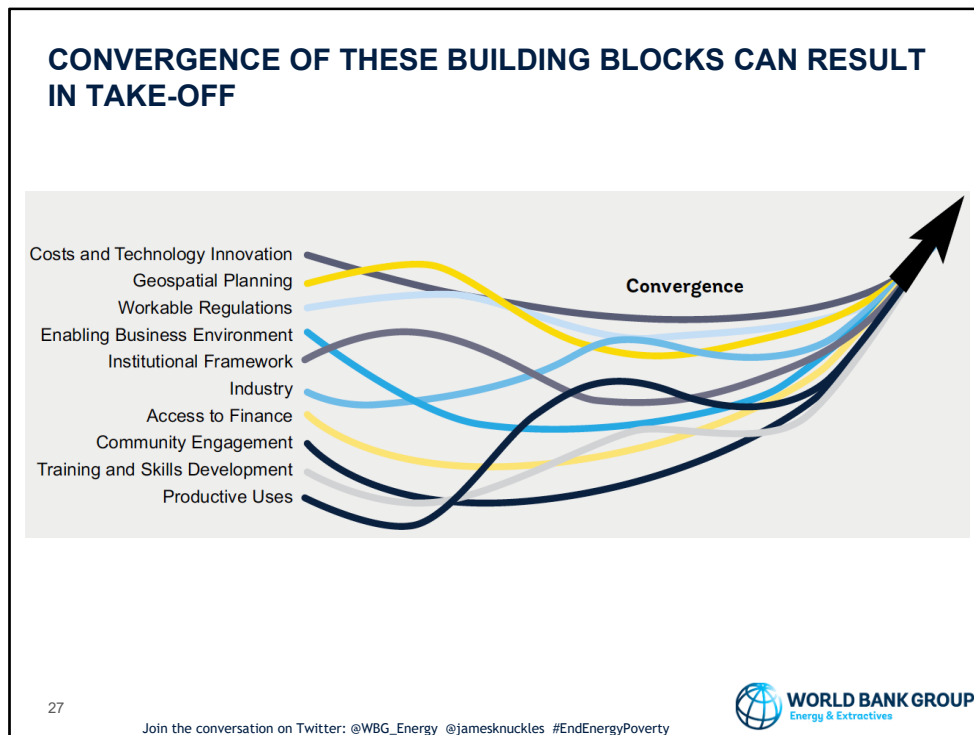 CONVERGENCE OF THESE BUILDING BLOCKS CAN RESULT
IN TAKE-OFF
Costs and Technology Innovation
Geospatial Planning
Workable Regulations
Enabling Business Environment
Institutional Framework
Industry
Access to Finance
Community Engagement
Training and Skills Development
Productive Uses
Convergence
27
Join the conversation on Twitter: @WBG_Energy @jamesknuckles #EndEnergyPoverty
WORLD BANK GROUP
Energy & Extractives